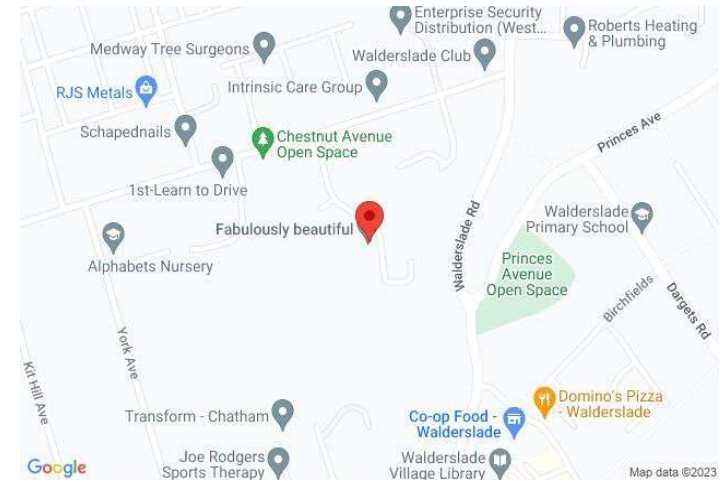 Enterprise Security
Distribution (West...
Roberts Heating
& Plumbing
Medway Tree Surgeons
Walderslade Club
RJS Metals
Intrinsic Care Group
Schapednails
Chestnut Avenue
Open Space
Princes Ave
1st-Learn to Drive
Fabulously beautiful
Walderslade Rd
Walderslade
Primary School
Alphabets Nursery
Princes
Avenue
Open Space
Birchfields
Dargets Rd
York Ave
Kit Hill Ave
Domino's Pizza
- Walderslade
Transform - Chatham
Co-op Food -
Walderslade
Joe Rodgers
Sports Therapy
Walderslade
Village Library
Google
Map data ©2023